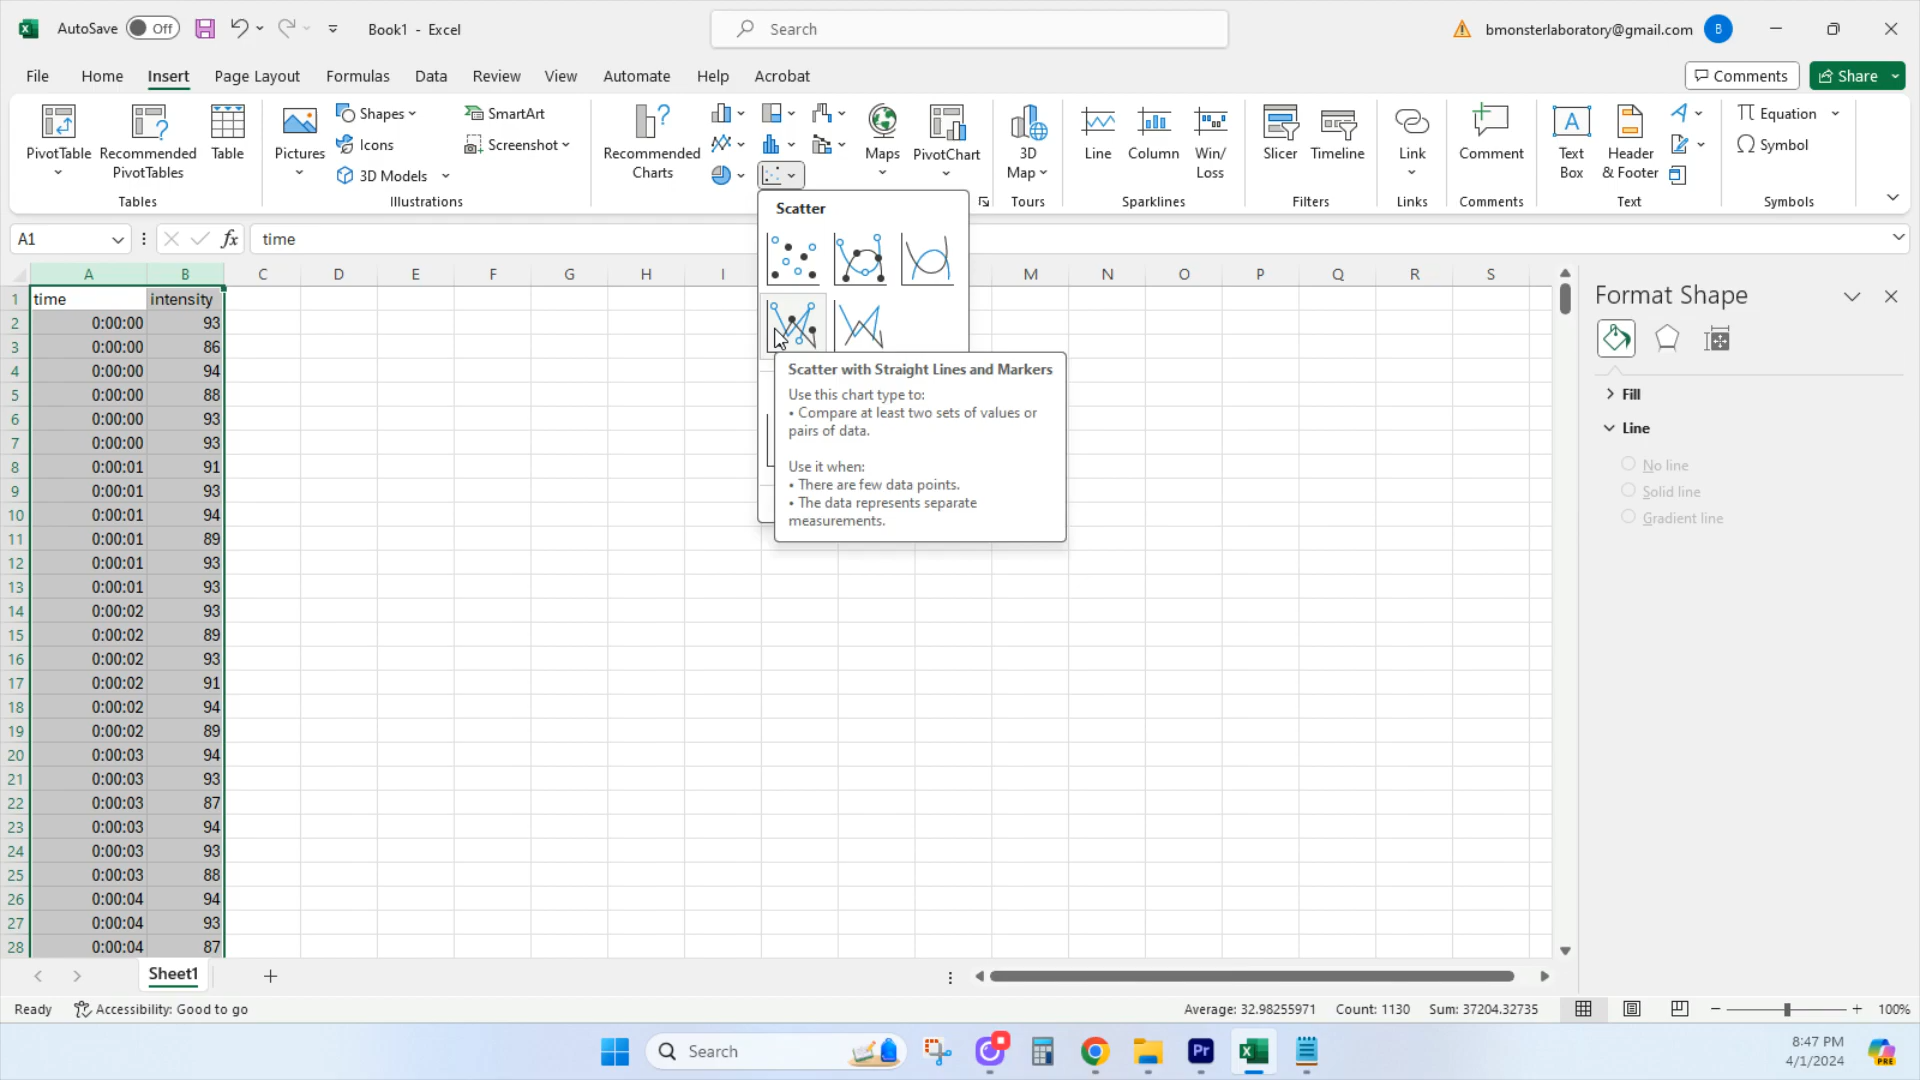 AutoSave Off Book1 - Excel Search bmonsterlaboratory@gmail.com B
File Home Insert Page Layout Formulas Data Review View Automate Help Acrobat Comments Share
PivotTable Recommended PivotTables Table
Tables
Pictures Shapes Icons 3D Models SmartArt Screenshot
Illustrations
Recommended Charts Maps PivotChart
3D Map
Tours
Line Column Win/Loss
Sparklines
Slicer Timeline
Filters
Link
Links
Comment
Comments
Text Box Header & Footer
Text
Equation Symbol
Symbols
A1 fx time
A B C D E F G H I M N O P Q R S
1 time intensity
2 0:00:00 93
3 0:00:00 86
4 0:00:00 94
5 0:00:00 88
6 0:00:00 93
7 0:00:00 93
8 0:00:01 91
9 0:00:01 93
10 0:00:01 94
11 0:00:01 89
12 0:00:01 93
13 0:00:01 93
14 0:00:02 93
15 0:00:02 89
16 0:00:02 93
17 0:00:02 91
18 0:00:02 94
19 0:00:02 89
20 0:00:03 94
21 0:00:03 93
22 0:00:03 87
23 0:00:03 94
24 0:00:03 93
25 0:00:03 88
26 0:00:04 94
27 0:00:04 93
28 0:00:04 87
Scatter
Scatter with Straight Lines and Markers
Use this chart type to:
• Compare at least two sets of values or
pairs of data.
Use it when:
• There are few data points.
• The data represents separate
measurements.
Format Shape
Fill
Line
No line
Solid line
Gradient line
Sheet1
Ready Accessibility: Good to go Average: 32.98255971 Count: 1130 Sum: 37204.32735 100%
Search Pr 8:47 PM
4/1/2024 PRE